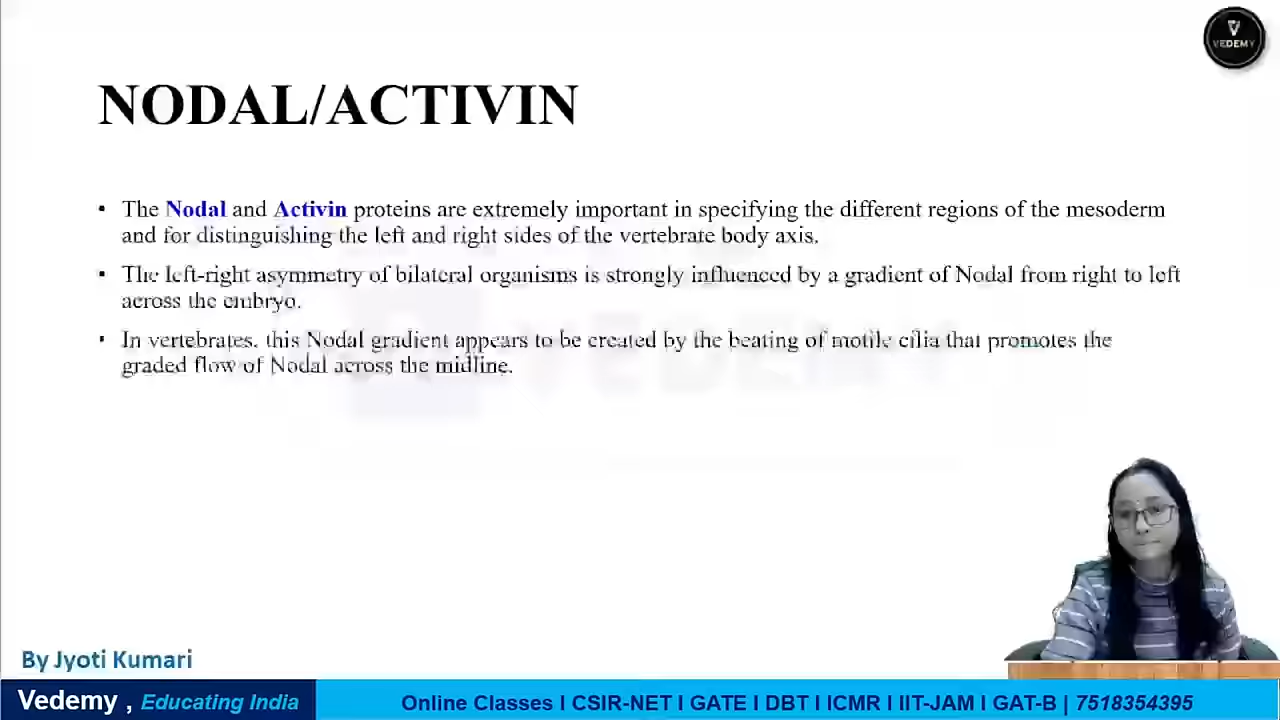 VEDEMY
NODAL/ACTIVIN
• The Nodal and Activin proteins are extremely important in specifying the different regions of the mesoderm
and for distinguishing the left and right sides of the vertebrate body axis.
• The left-right asymmetry of bilateral organisms is strongly influenced by a gradient of Nodal from right to left
across the embryo.
• In vertebrates, this Nodal gradient appears to be created by the beating of motile cilia that promotes the
graded flow of Nodal across the midline.
VEDEMY
By Jyoti Kumari
Vedemy , Educating India
Online Classes I CSIR-NET I GATE I DBT I ICMR I IIT-JAM I GAT-B | 7518354395